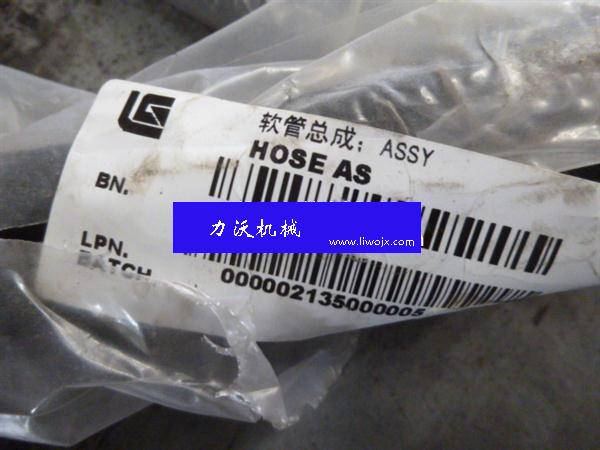 软管总成; ASSY
HOSE AS
BN.
力沃机械
www.liwojx.com
LPN.
BATCH
000002135000005